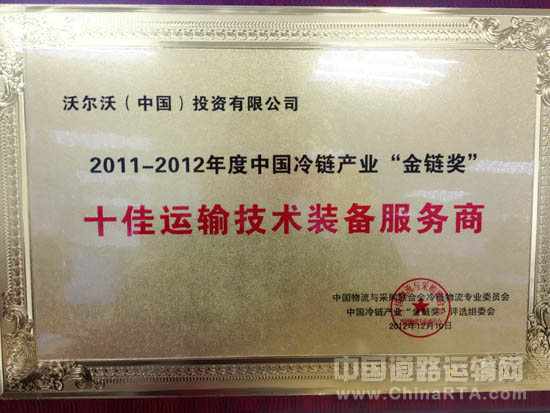 沃尔沃（中国）投资有限公司
2011-2012年度中国冷链产业“金链奖”
十佳运输技术装备服务商
中国物流与采购联合会冷链物流专业委员会
中国冷链产业“金链奖”评选组委会
2012年12月10日
中国道路运输网
www.ChinaRTA.com